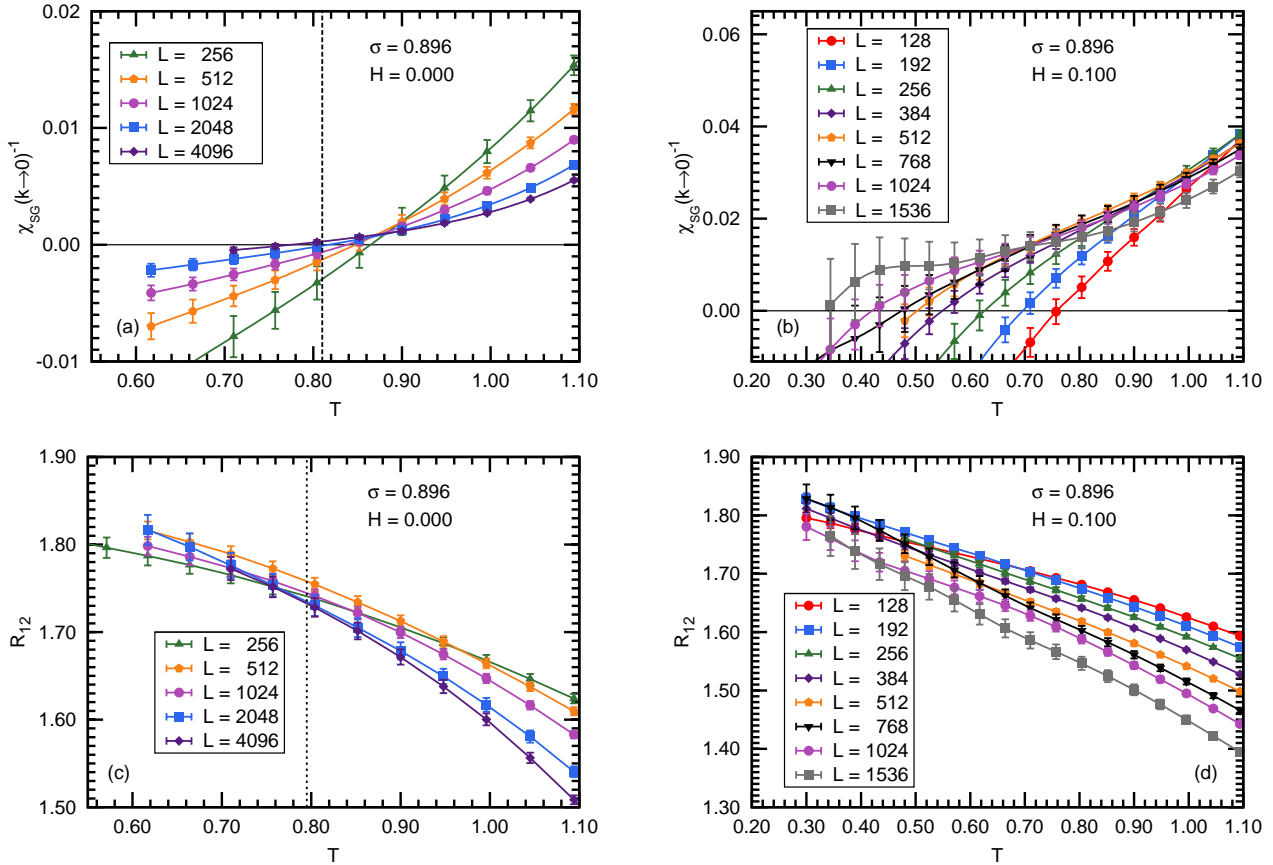 χSG(k→0)-1
0.02
0.01
0.00
-0.01
L = 256
L = 512
L = 1024
L = 2048
L = 4096
σ = 0.896
H = 0.000
(a)
0.60 0.70 0.80 0.90 1.00 1.10
T
χSG(k→0)-1
0.06
0.04
0.02
0.00
L = 128
L = 192
L = 256
L = 384
L = 512
L = 768
L = 1024
L = 1536
σ = 0.896
H = 0.100
(b)
0.20 0.30 0.40 0.50 0.60 0.70 0.80 0.90 1.00 1.10
T
R12
1.90
1.80
1.70
1.60
1.50
σ = 0.896
H = 0.000
L = 256
L = 512
L = 1024
L = 2048
L = 4096
(c)
0.60 0.70 0.80 0.90 1.00 1.10
T
R12
1.90
1.80
1.70
1.60
1.50
1.40
1.30
σ = 0.896
H = 0.100
L = 128
L = 192
L = 256
L = 384
L = 512
L = 768
L = 1024
L = 1536
(d)
0.20 0.30 0.40 0.50 0.60 0.70 0.80 0.90 1.00 1.10
T